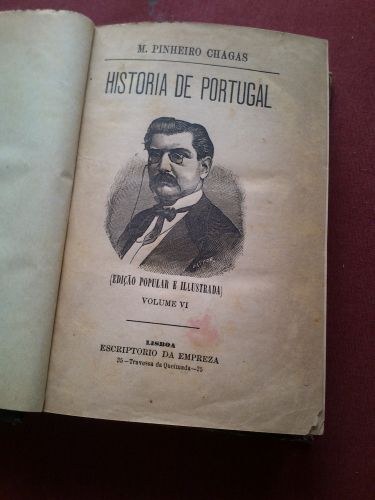 M. PINHEIRO CHAGAS
HISTORIA DE PORTUGAL
(EDIÇÃO POPULAR E ILLUSTRADA)
VOLUME VI
LISBOA
ESCRIPTORIO DA EMPREZA
25—Travessa da Queimada—25